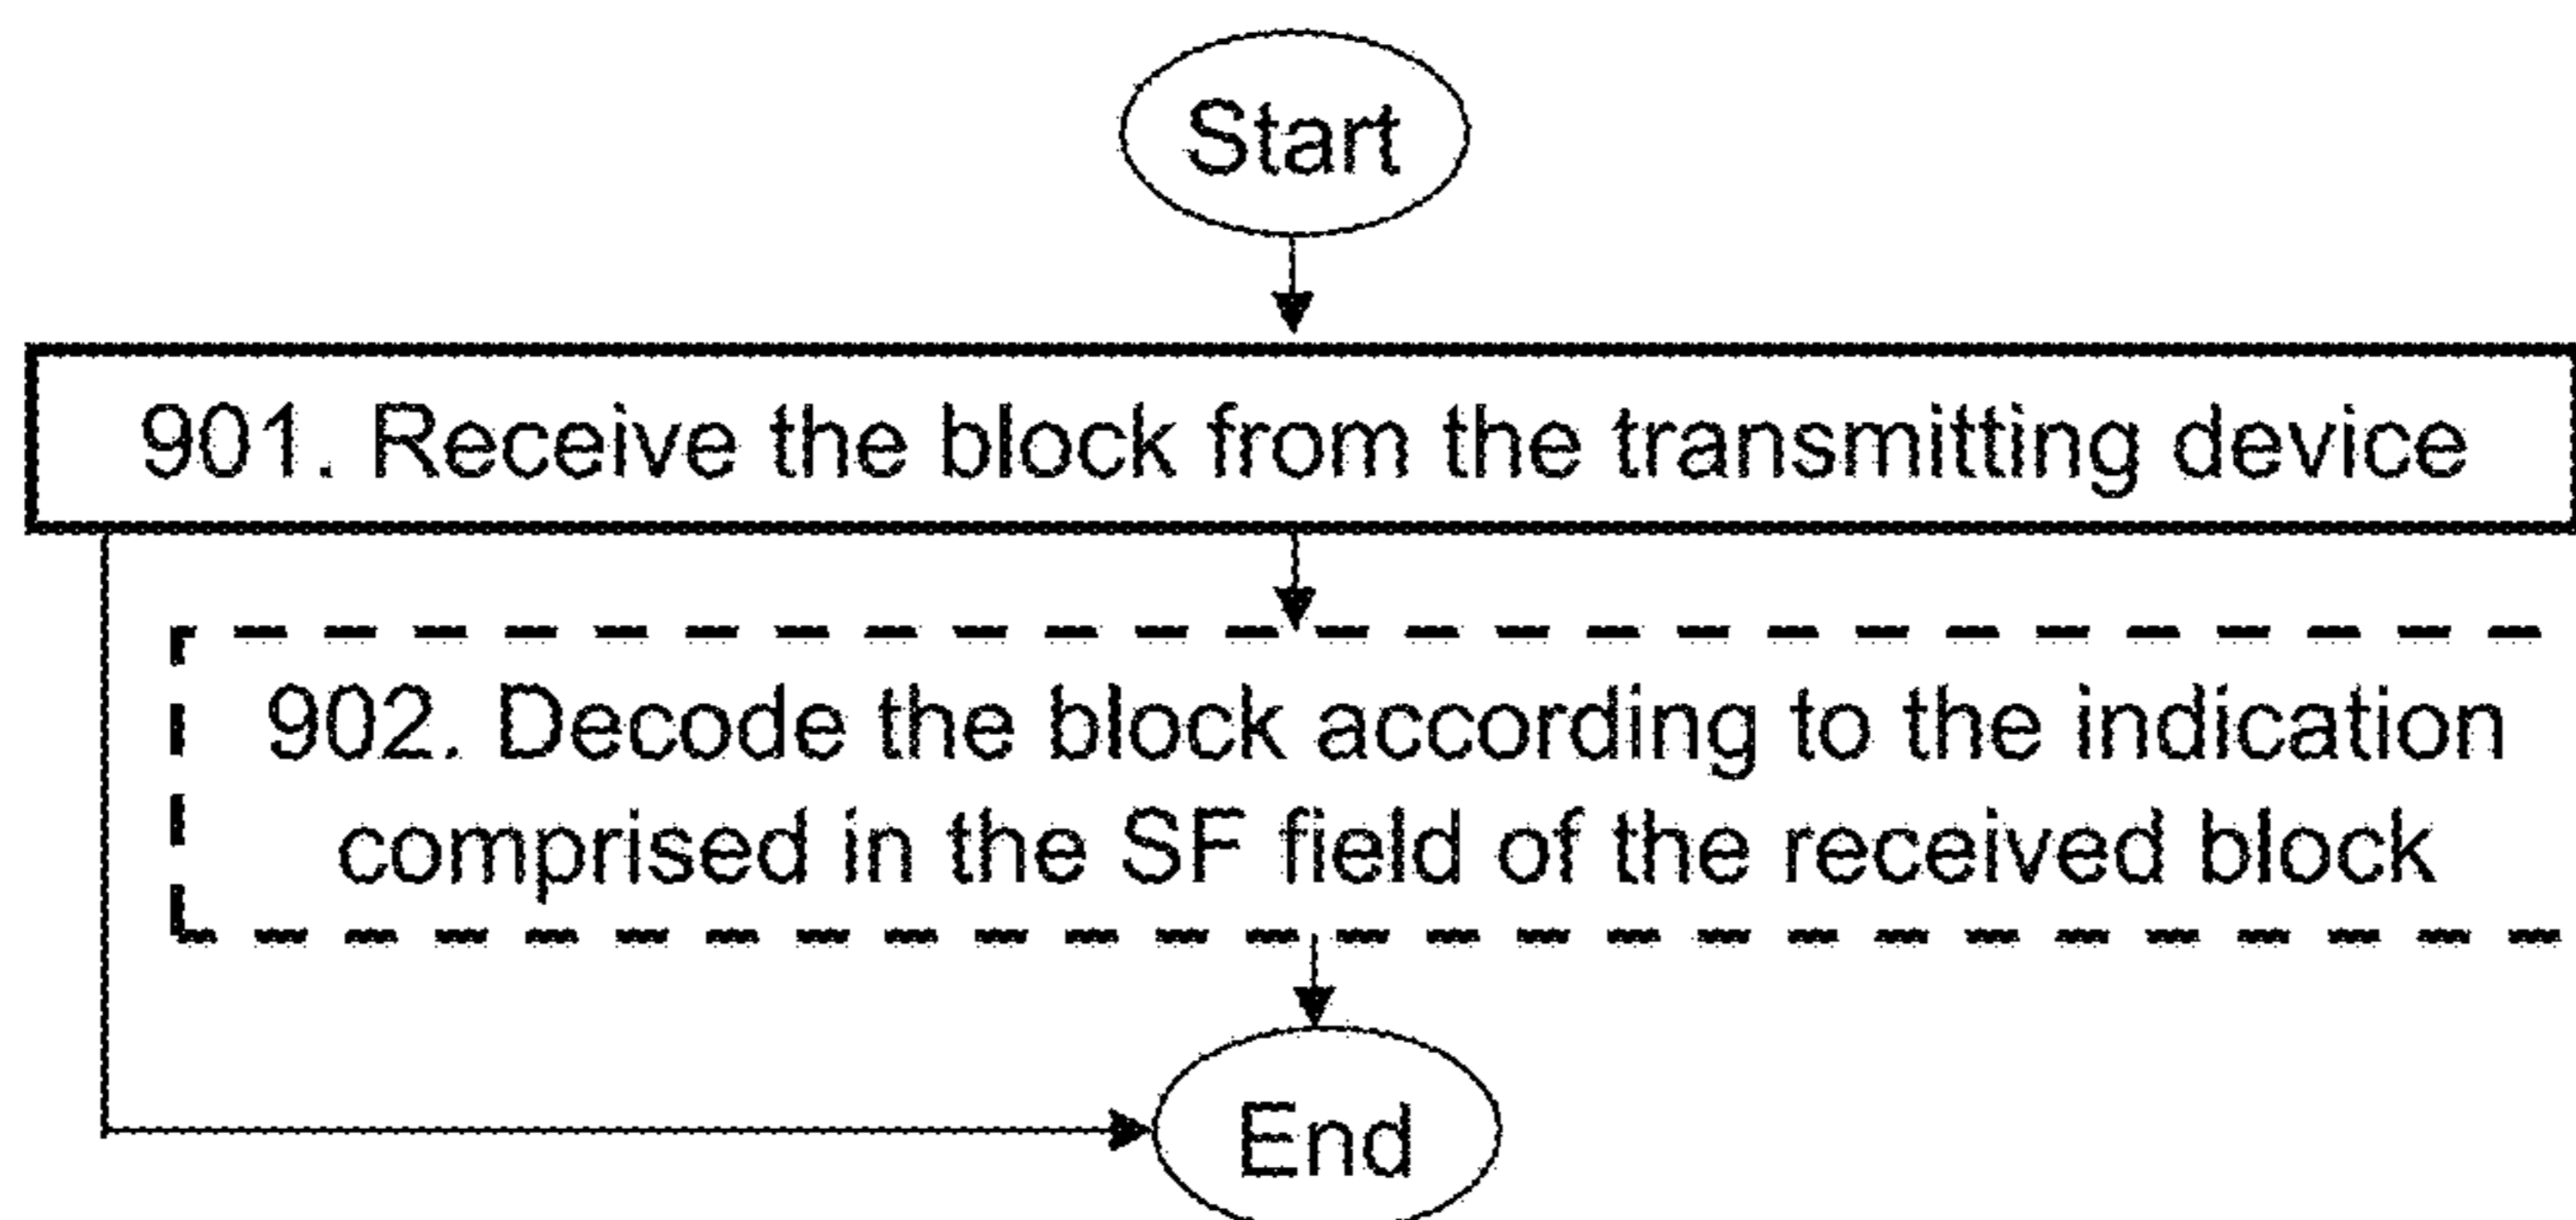 Start
901. Receive the block from the transmitting device
902. Decode the block according to the indication
comprised in the SF field of the received block
End